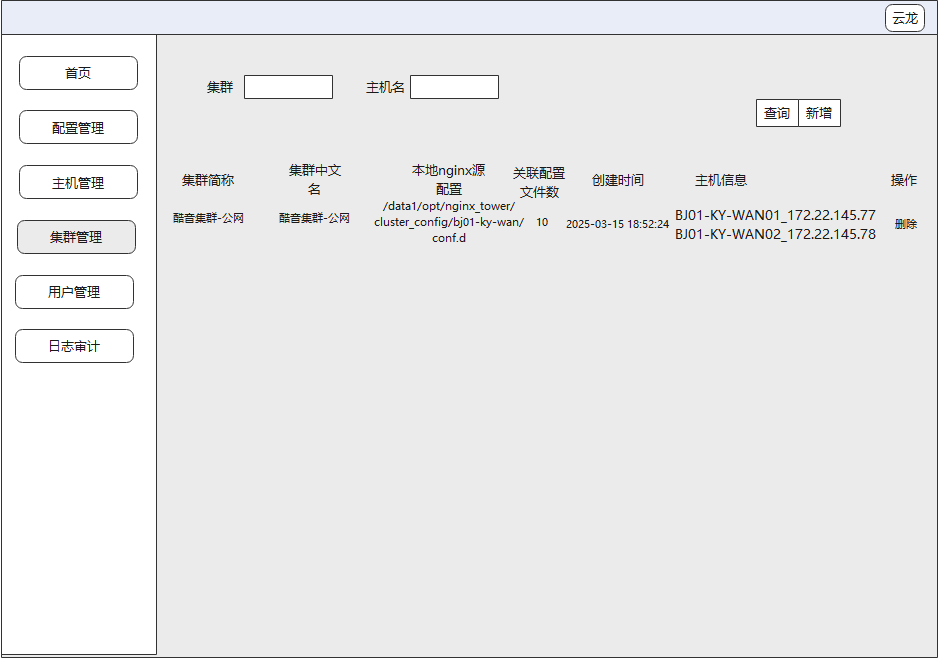 云龙
首页
配置管理
主机管理
集群管理
用户管理
日志审计
集群
主机名
查询
新增
集群简称
集群中文
名
本地nginx源
配置
关联配置
文件数
创建时间
主机信息
操作
酷音集群-公网
酷音集群-公网
/data1/opt/nginx_tower/
cluster_config/bj01-ky-wan/
conf.d
10
2025-03-15 18:52:24
BJ01-KY-WAN01_172.22.145.77
BJ01-KY-WAN02_172.22.145.78
删除